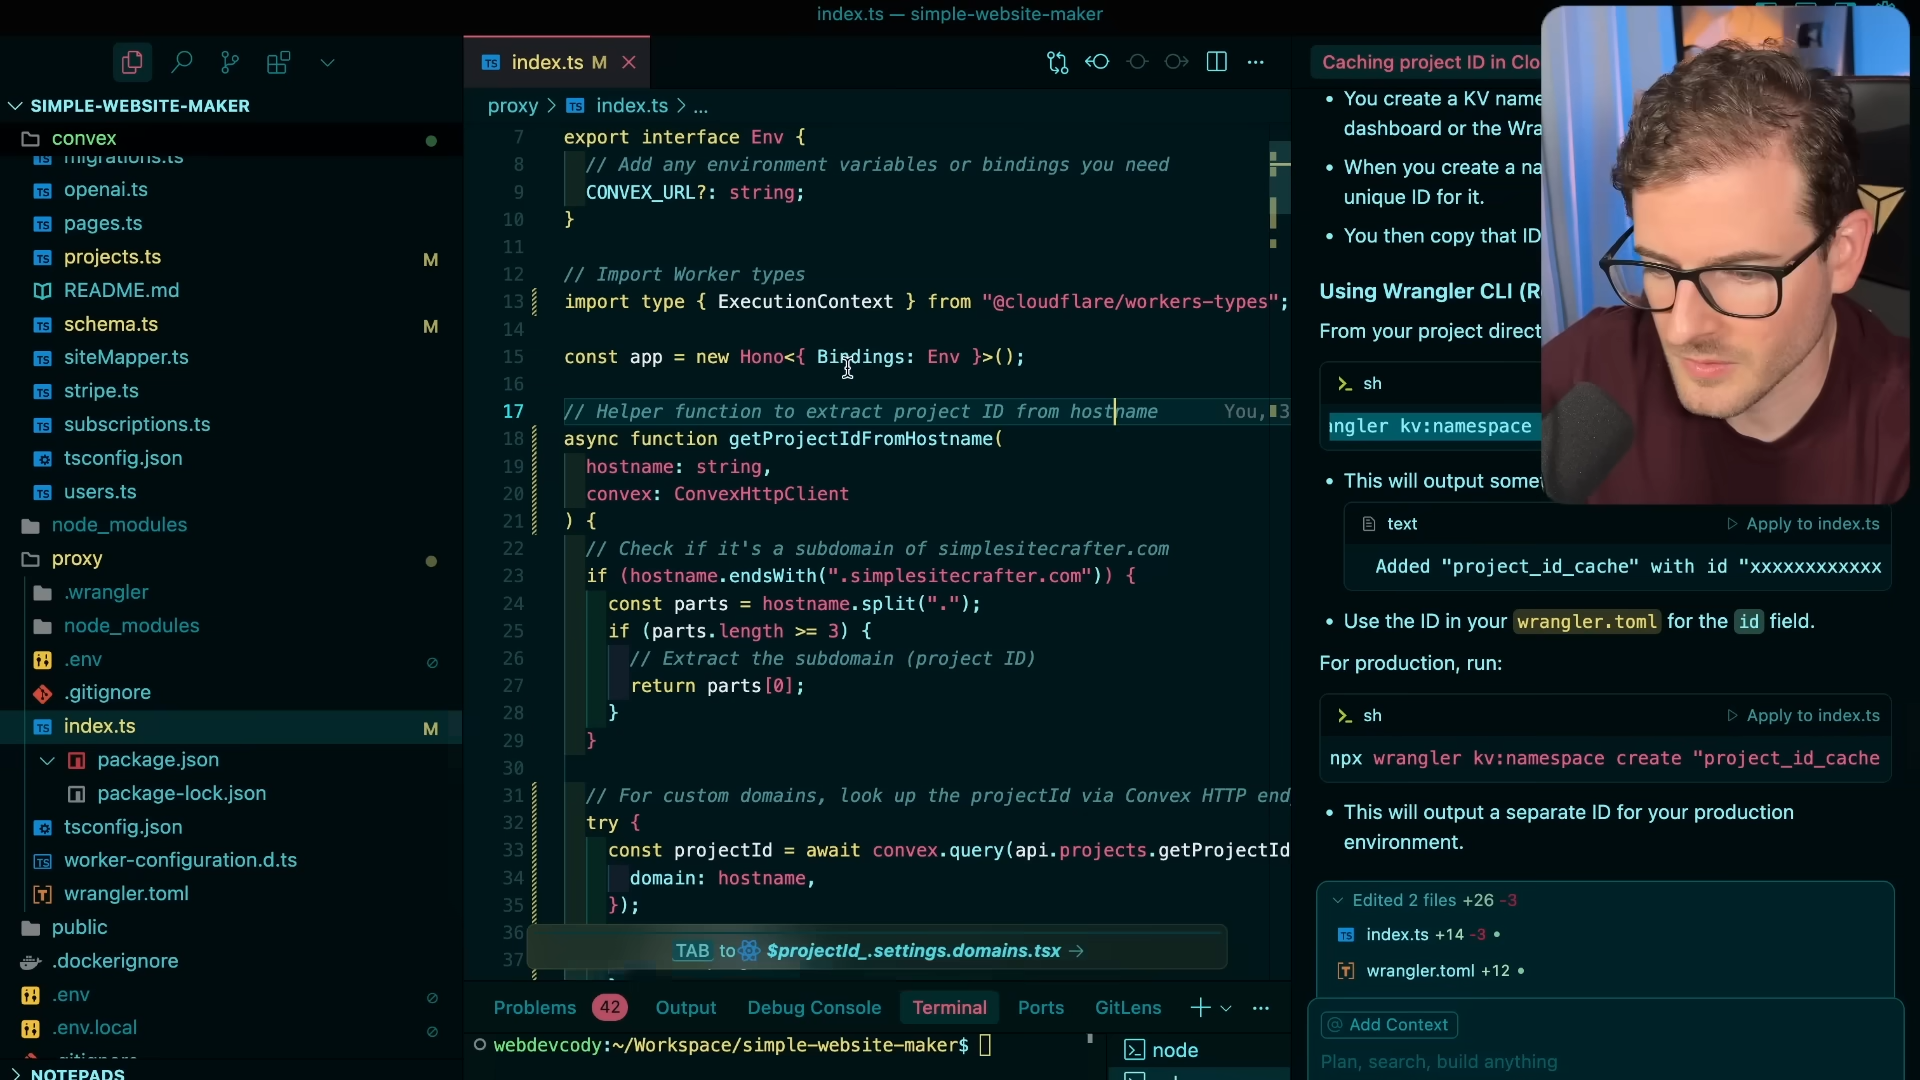 index.ts — simple-website-maker
SIMPLE-WEBSITE-MAKER
convex
migrations.ts
openai.ts
pages.ts
projects.ts M
README.md
schema.ts M
siteMapper.ts
stripe.ts
subscriptions.ts
tsconfig.json
users.ts
node_modules
proxy
.wrangler
node_modules
.env
.gitignore
index.ts M
package.json
package-lock.json
tsconfig.json
worker-configuration.d.ts
wrangler.toml
public
.dockerignore
.env
.env.local
.gitignore
NOTEPADS
index.ts M
proxy > index.ts > ...
7 export interface Env {
8 // Add any environment variables or bindings you need
9 CONVEX_URL?: string;
10 }
11
12 // Import Worker types
13 import type { ExecutionContext } from "@cloudflare/workers-types";
14
15 const app = new Hono<{ Bindings: Env }>();
16
17 // Helper function to extract project ID from hostname You, 3
18 async function getProjectIdFromHostname(
19 hostname: string,
20 convex: ConvexHttpClient
21 ) {
22 // Check if it's a subdomain of simplesitecrafter.com
23 if (hostname.endsWith(".simplesitecrafter.com")) {
24 const parts = hostname.split(".");
25 if (parts.length >= 3) {
26 // Extract the subdomain (project ID)
27 return parts[0];
28 }
29 }
30
31 // For custom domains, look up the projectId via Convex HTTP end
32 try {
33 const projectId = await convex.query(api.projects.getProjectId
34 domain: hostname,
35 });
36
37
TAB to $projectId_.settings.domains.tsx →
Problems 42 Output Debug Console Terminal Ports GitLens
webdevcody:~/Workspace/simple-website-maker$
node
Caching project ID in Clo
• You create a KV name
dashboard or the Wra
• When you create a na
unique ID for it.
• You then copy that ID
Using Wrangler CLI (R
From your project direct
sh
ngler kv:namespace
• This will output some
text Apply to index.ts
Added "project_id_cache" with id "xxxxxxxxxxxx
• Use the ID in your wrangler.toml for the id field.
For production, run:
sh Apply to index.ts
npx wrangler kv:namespace create "project_id_cache
• This will output a separate ID for your production
environment.
Edited 2 files +26 -3
index.ts +14 -3 •
wrangler.toml +12 •
@ Add Context
Plan, search, build anything